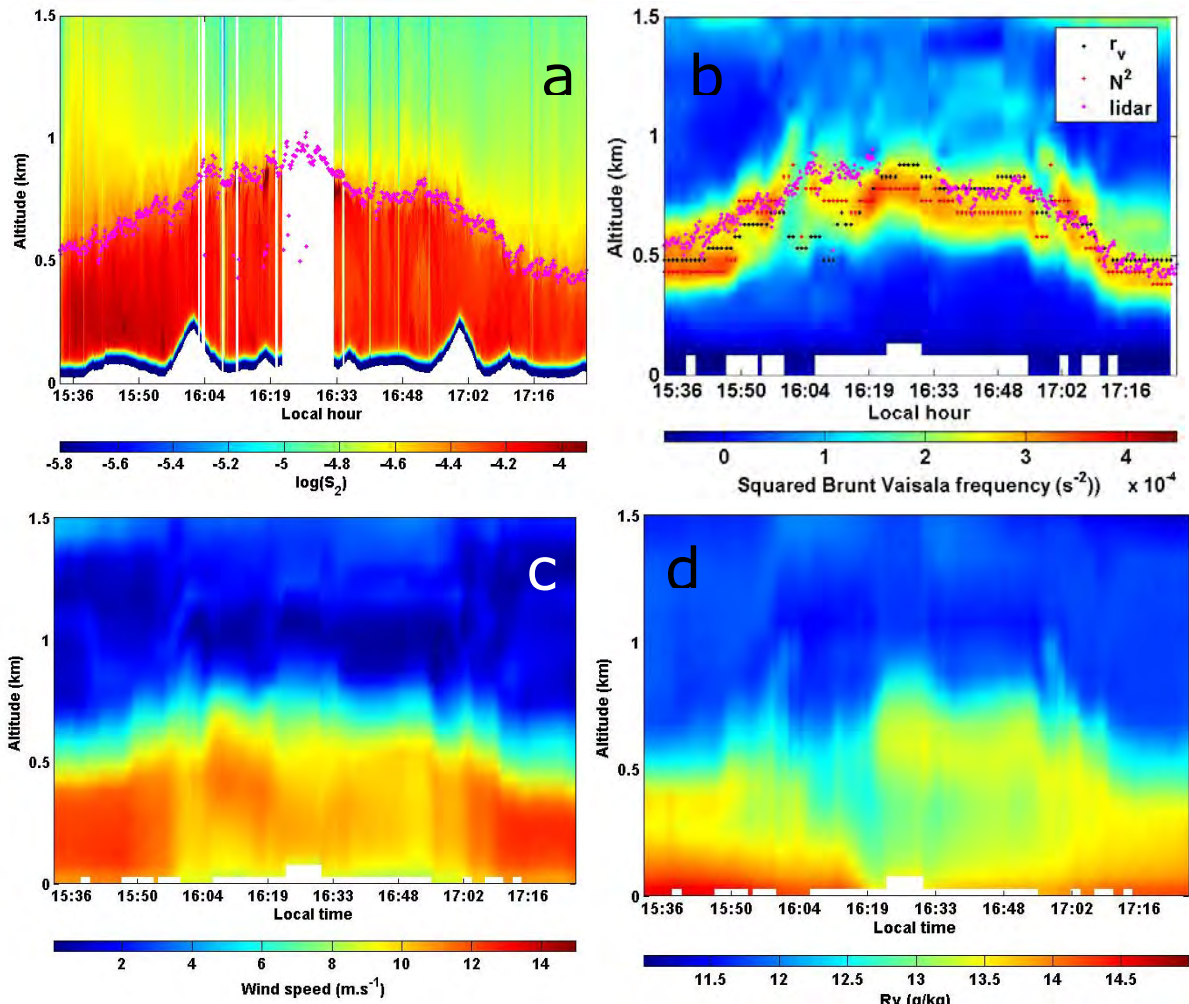 a
1.5
1
0.5
0
Altitude (km)
15:36 15:50 16:04 16:19 16:33 16:48 17:02 17:16
Local hour
-5.8 -5.6 -5.4 -5.2 -5 -4.8 -4.6 -4.4 -4.2 -4
log(S2)
b
r_v
N²
lidar
1.5
1
0.5
0
Altitude (km)
15:36 15:50 16:04 16:19 16:33 16:48 17:02 17:16
Local hour
0 1 2 3 4
Squared Brunt Vaisala frequency (s⁻²)) x 10⁻⁴
c
1.5
1
0.5
0
Altitude (km)
15:36 15:50 16:04 16:19 16:33 16:48 17:02 17:16
Local time
2 4 6 8 10 12 14
Wind speed (m.s⁻¹)
d
1.5
1
0.5
0
Altitude (km)
15:36 15:50 16:04 16:19 16:33 16:48 17:02 17:16
Local time
11.5 12 12.5 13 13.5 14 14.5
Rv (g/kg)